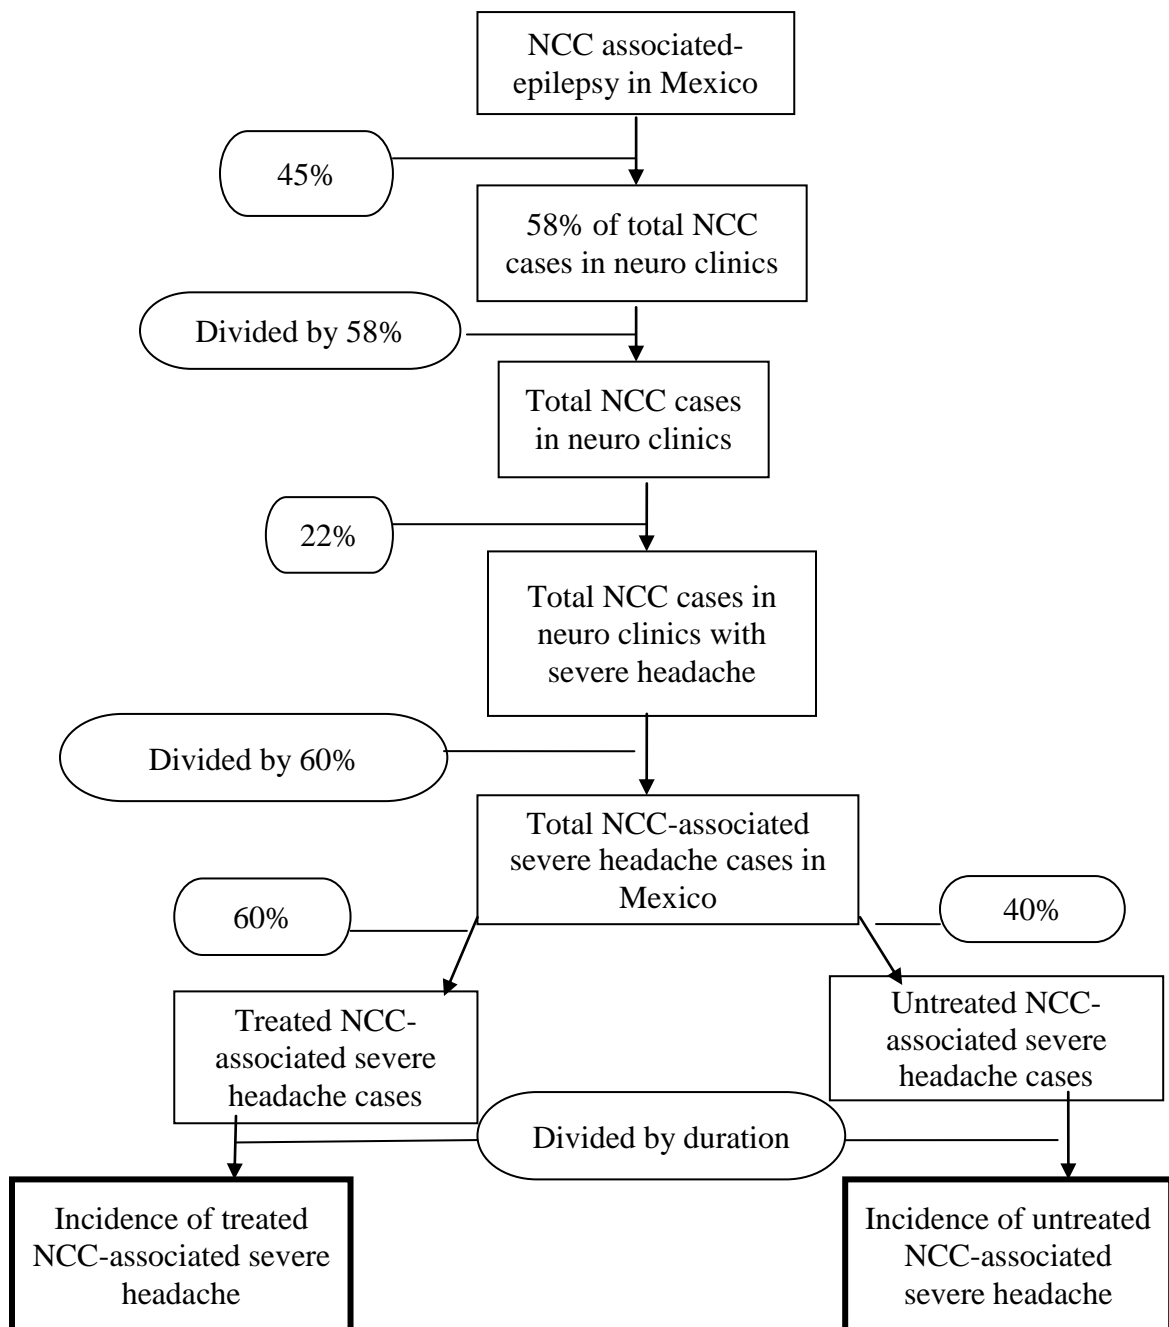 NCC associated-
epilepsy in Mexico
45%
58% of total NCC
cases in neuro clinics
Divided by 58%
Total NCC cases
in neuro clinics
22%
Total NCC cases in
neuro clinics with
severe headache
Divided by 60%
Total NCC-associated
severe headache cases in
Mexico
60%
40%
Treated NCC-
associated severe
headache cases
Untreated NCC-
associated severe
headache cases
Divided by duration
Incidence of treated
NCC-associated severe
headache
Incidence of untreated
NCC-associated
severe headache